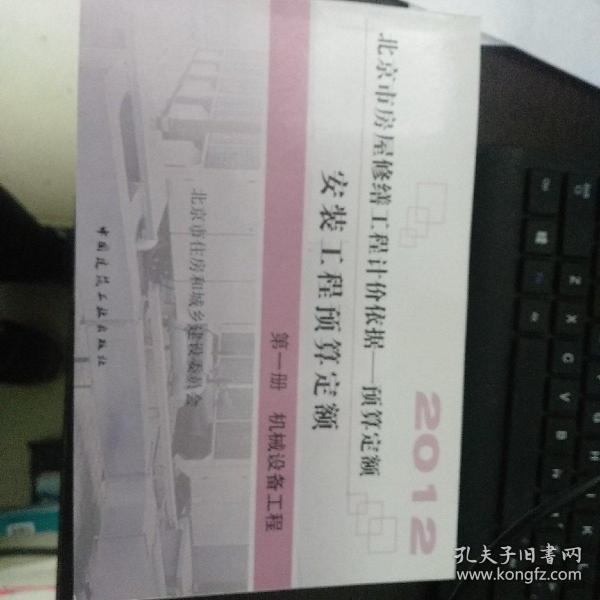 2012
北京市房屋修缮工程计价依据—预算定额
安装工程预算定额
第一册 机械设备工程
北京市住房和城乡建设委员会
中国建筑工业出版社
孔夫子旧书网
www.kongfz.com